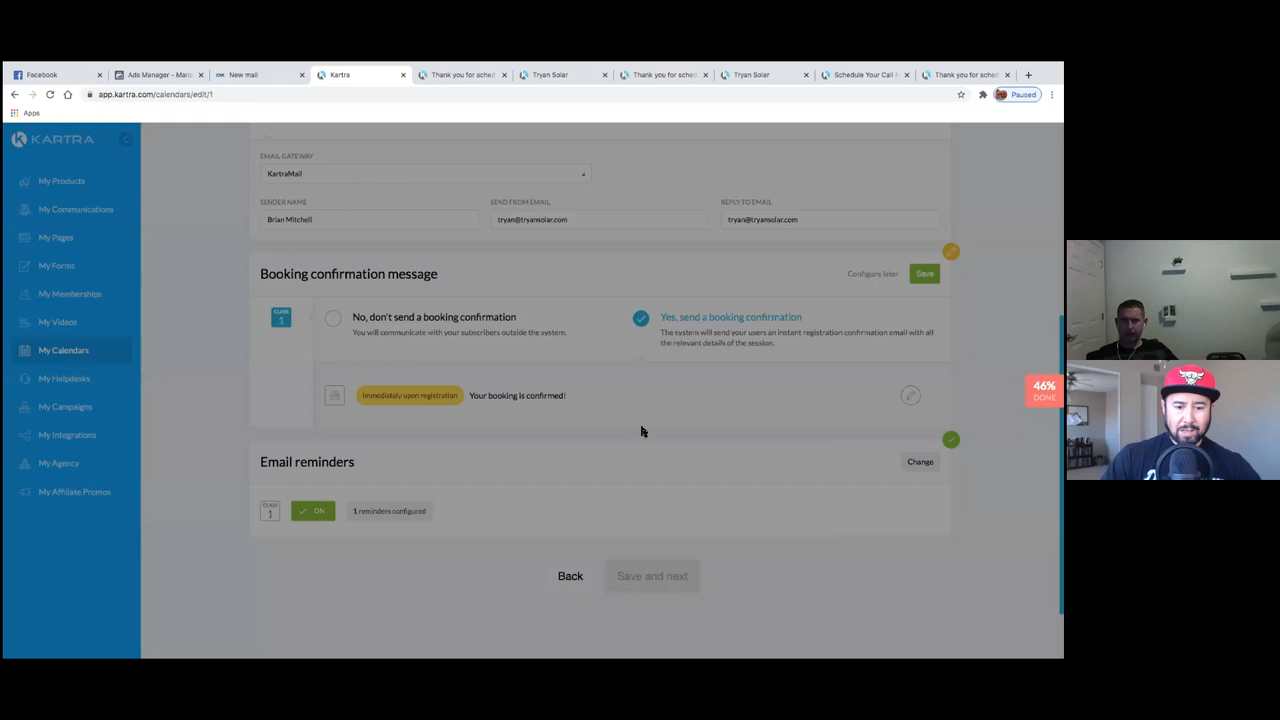 Facebook
Ads Manager - Mana
New mail
Kartra
Thank you for sched
Tryan Solar
Thank you for sched
Tryan Solar
Schedule Your Call
Thank you for sched
app.kartra.com/calendars/edit/1
Paused
Apps
KARTRA
My Products
My Communications
My Pages
My Forms
My Memberships
My Videos
My Calendars
My Helpdesks
My Campaigns
My Integrations
My Agency
My Affiliate Promos
EMAIL GATEWAY
KartraMail
SENDER NAME
SEND FROM EMAIL
REPLY-TO EMAIL
Brian Mitchell
tryan@tryansolar.com
tryan@tryansolar.com
Booking confirmation message
Configure later
Save
CLASS
1
No, don't send a booking confirmation
You will communicate with your subscribers outside the system.
Yes, send a booking confirmation
The system will send your users an instant registration confirmation email with all
the relevant details of the session.
Immediately upon registration
Your booking is confirmed!
46%
DONE
Email reminders
Change
CLASS
1
ON
1 reminders configured
Back
Save and next